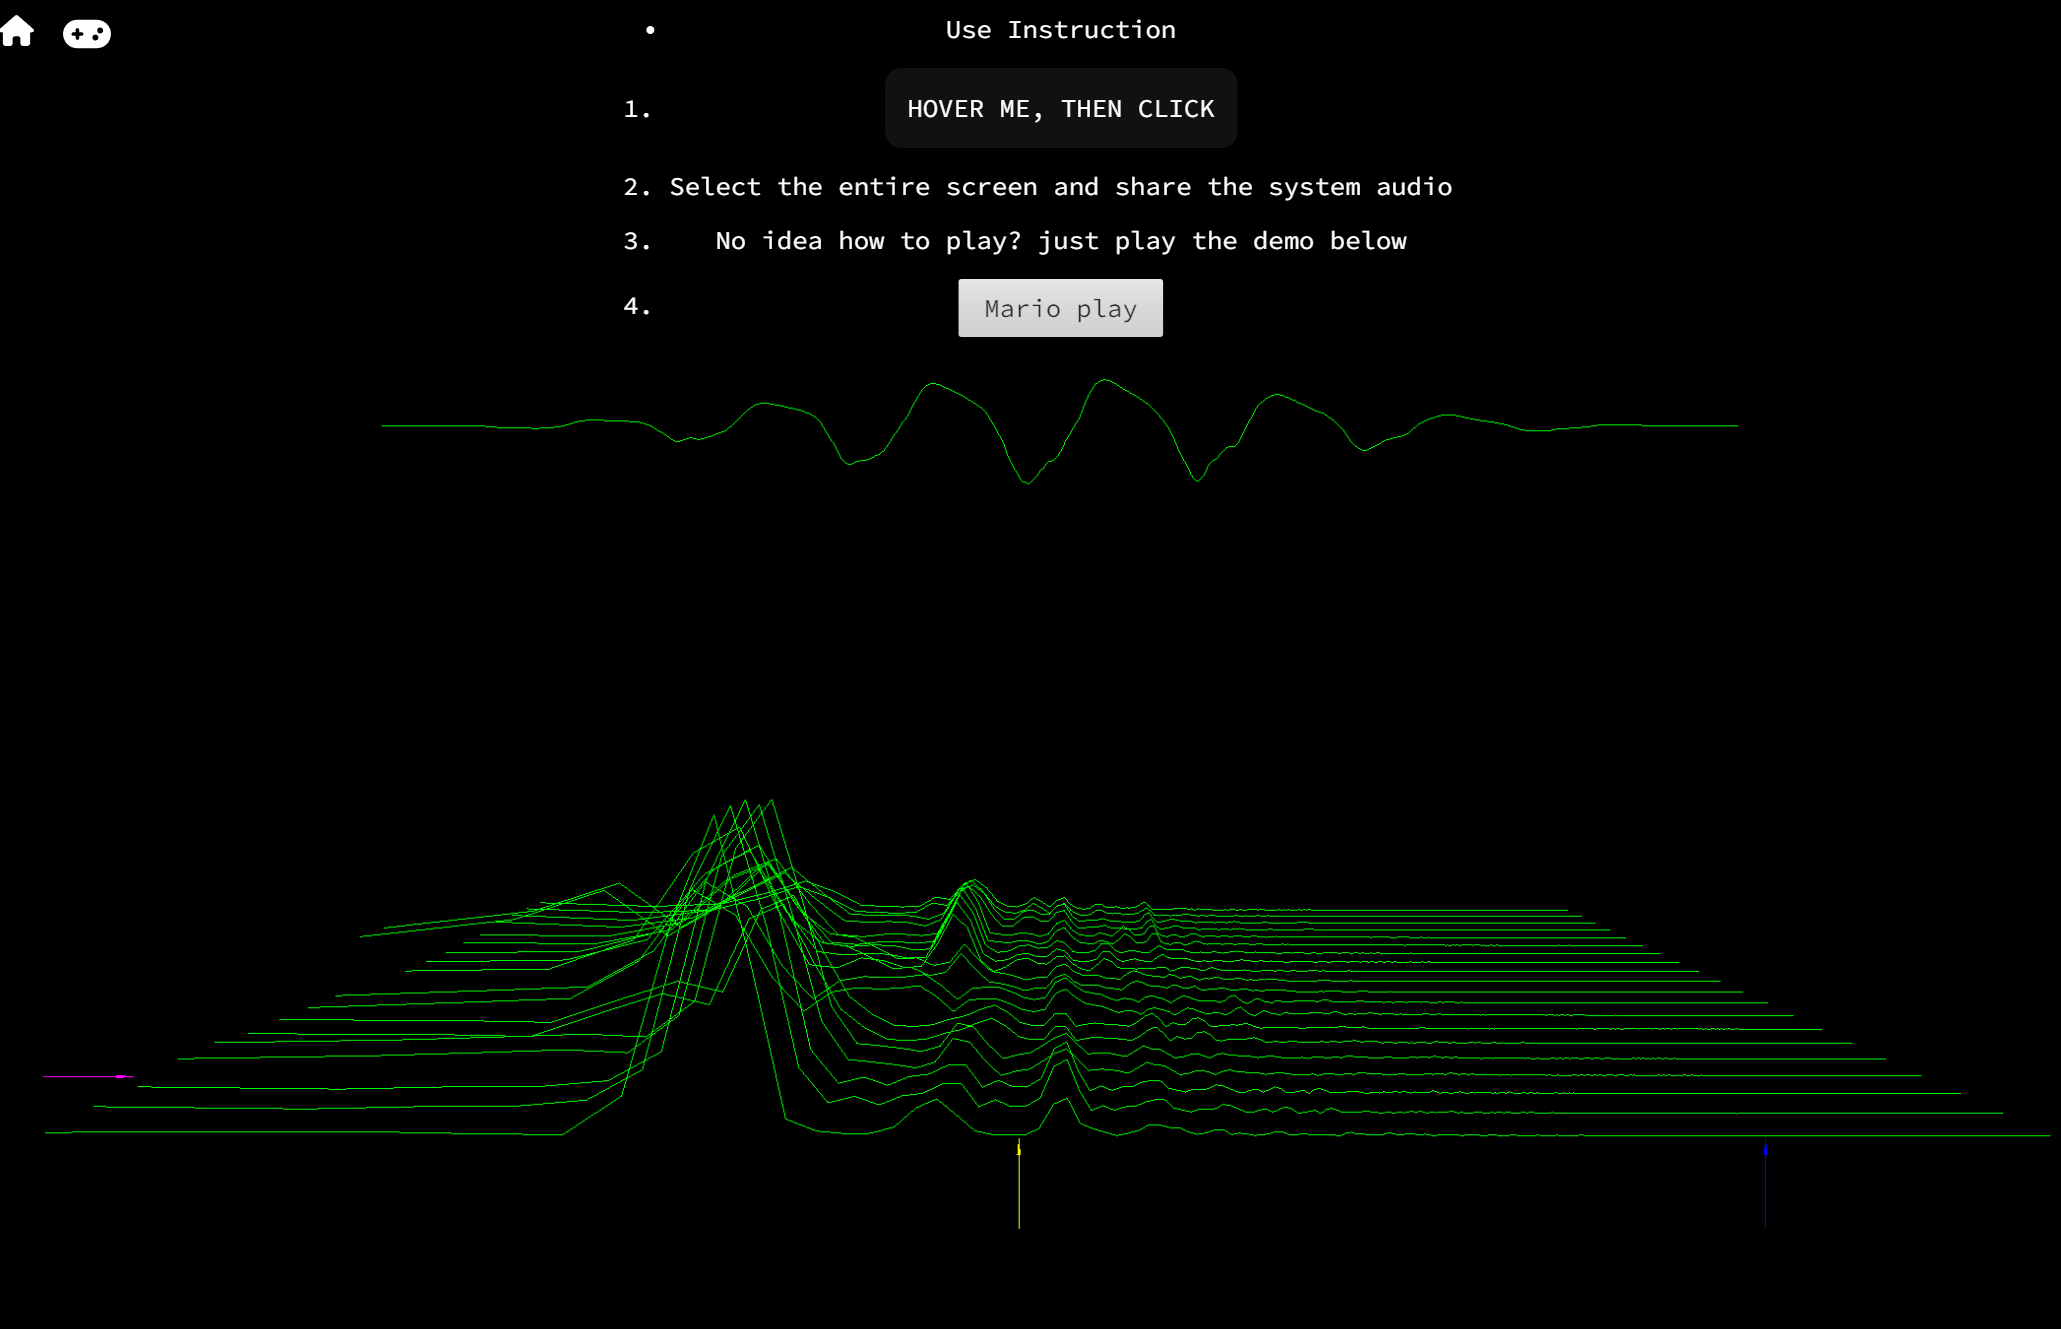 • Use Instruction
1. HOVER ME, THEN CLICK
2. Select the entire screen and share the system audio
3. No idea how to play? just play the demo below
4. Mario play